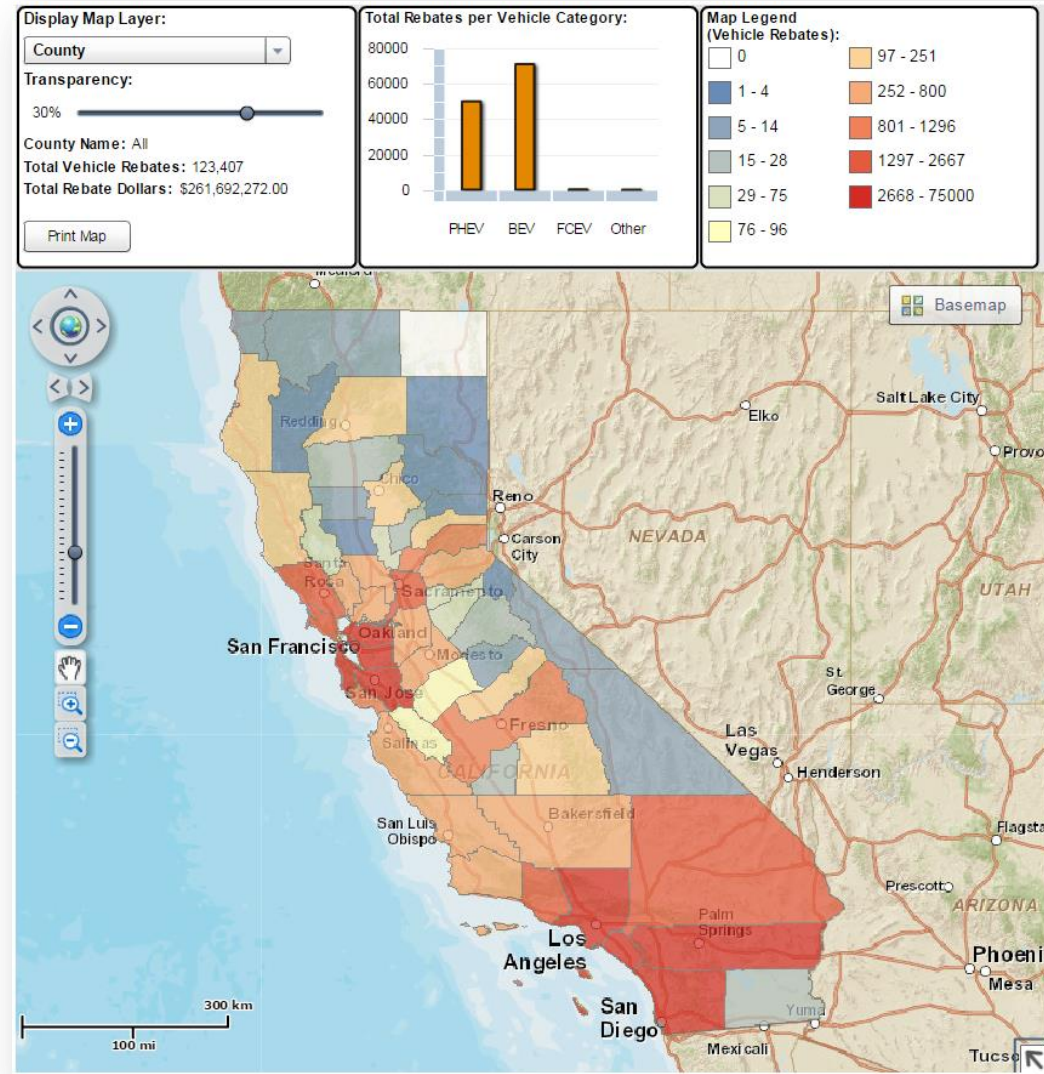 Display Map Layer:
County
Transparency:
30%
County Name: All
Total Vehicle Rebates: 123,407
Total Rebate Dollars: $261,692,272.00
Print Map
Total Rebates per Vehicle Category:
80000
60000
40000
20000
0
PHEV BEV FCEV Other
Map Legend
(Vehicle Rebates):
0
1 - 4
5 - 14
15 - 28
29 - 75
76 - 96
97 - 251
252 - 800
801 - 1296
1297 - 2667
2668 - 75000
Medford
Basemap
Salt Lake City
Elko
Redding
Provo
Chico
Reno
Carson
City
NEVADA
UTAH
Santa
Rosa
Sacramento
San Francisco
Oakland
Modesto
San Jose
St.
George
Fresno
Salinas
Las
Vegas
Henderson
CALIFORNIA
Bakersfield
San Luis
Obispo
Flagsta
Prescott
ARIZONA
Palm
Springs
Los
Angeles
Phoeni
Mesa
San
Diego
Yuma
Mexicali
Tucso
300 km
100 mi